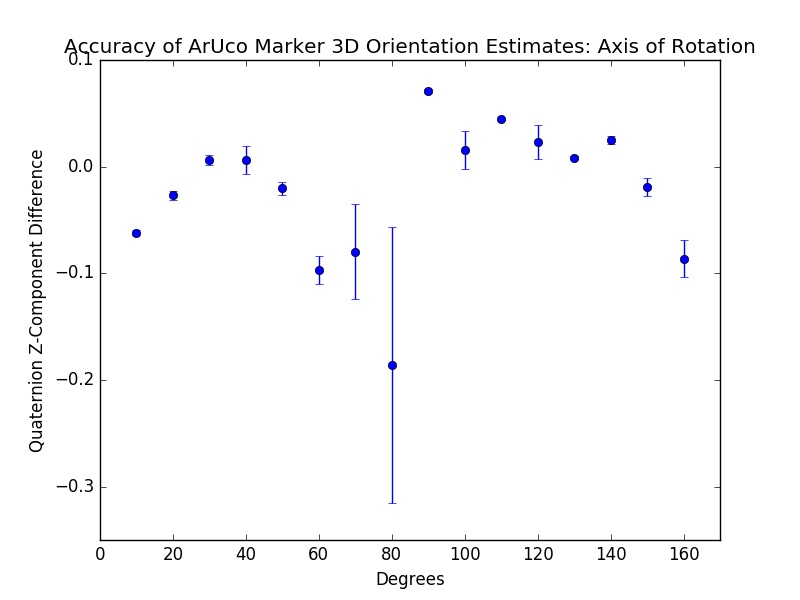 Accuracy of ArUco Marker 3D Orientation Estimates: Axis of Rotation
0.1
0.0
−0.1
−0.2
−0.3
Quaternion Z-Component Difference
0 20 40 60 80 100 120 140 160
Degrees